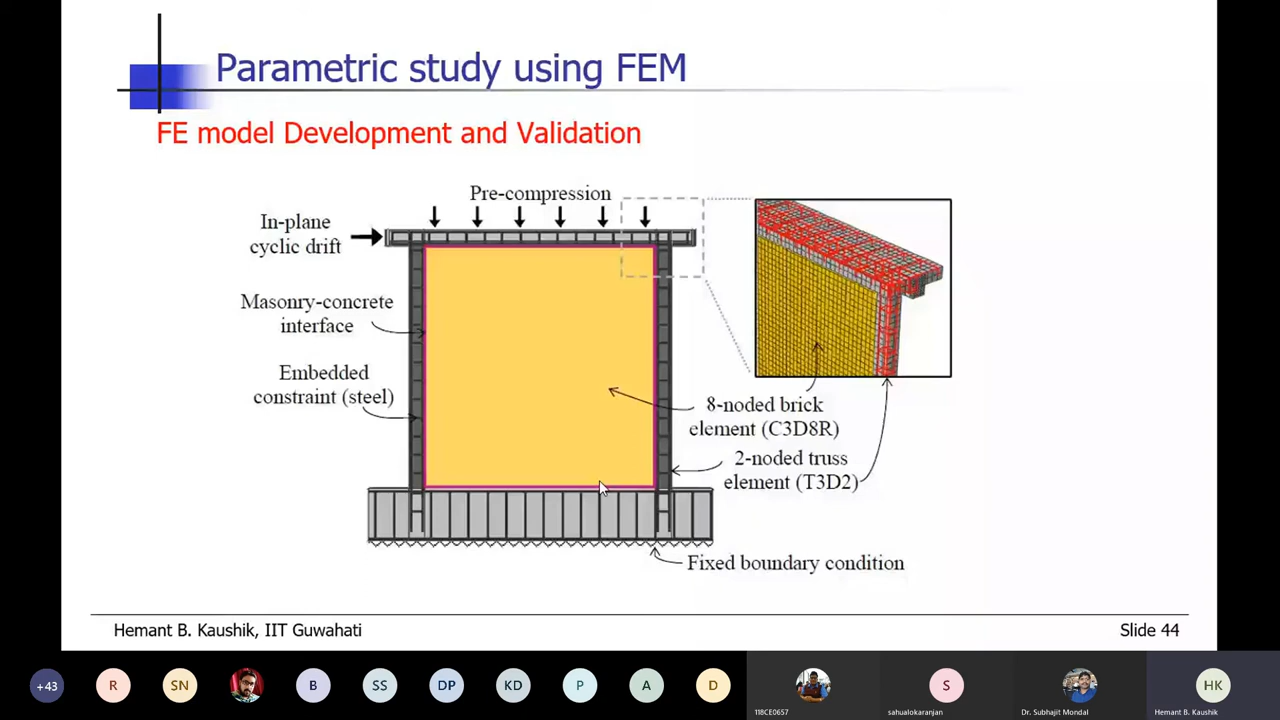 Parametric study using FEM
FE model Development and Validation
Pre-compression
In-plane
cyclic drift
Masonry-concrete
interface
Embedded
constraint (steel)
8-noded brick
element (C3D8R)
2-noded truss
element (T3D2)
Fixed boundary condition
Hemant B. Kaushik, IIT Guwahati
Slide 44
+43
R
SN
B
SS
DP
KD
P
A
D
118CE0657
S
sahualokaranjan
Dr. Subhajit Mondal
HK
Hemant B. Kaushik